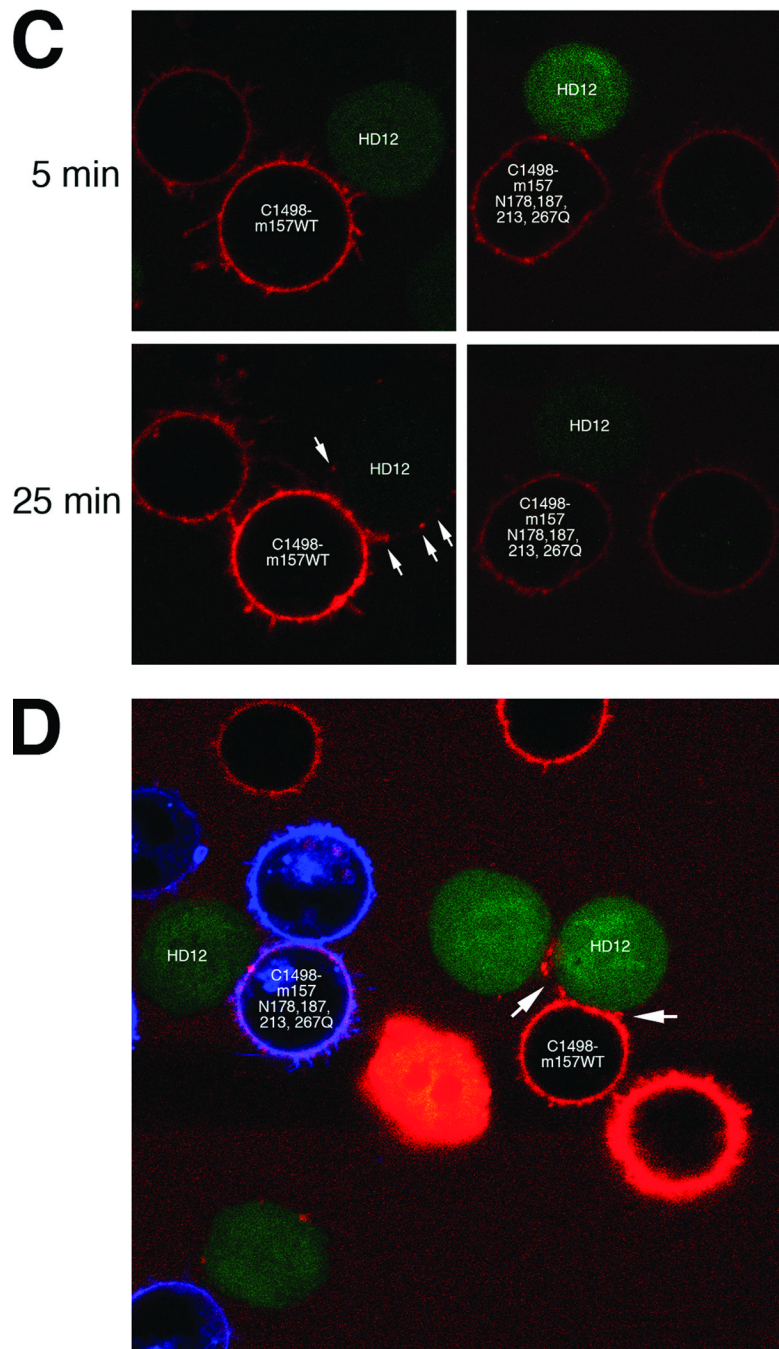 C
5 min
HD12
C1498-
m157WT
HD12
C1498-
m157
N178,187,
213, 267Q
25 min
HD12
C1498-
m157WT
HD12
C1498-
m157
N178,187,
213, 267Q
D
HD12
C1498-
m157
N178,187,
213, 267Q
HD12
C1498-
m157WT